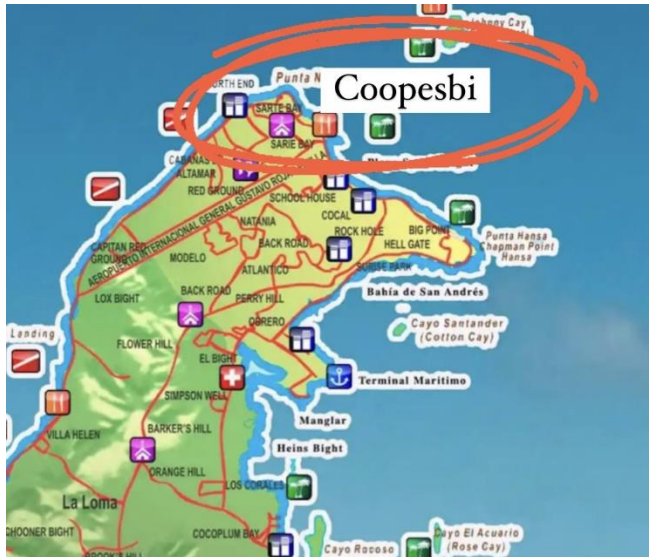 Johnny Cay
NORTH END
Punta N
Coopesbi
SARTE BAY
SARIE BAY
CABANAS
ALTAMAR
RED GROUND
AEROPUERTO INTERNACIONAL GENERAL GUSTAVO ROJAS PINILLA
SCHOOL HOUSE
COCAL
NATANIA
ROCK HOLE
BIG POINT
HELL GATE
Punta Hansa
Chapman Point
Hansa
CAPITAN RED
GROUND
MODELO
BACK ROAD
ATLANTICO
SURISE PARK
LOX BIGHT
BACK ROAD
PERRY HILL
Bahía de San Andrés
OBRERO
Cayo Santander
(Cotton Cay)
Landing
FLOWER HILL
EL BIGHT
Terminal Marítimo
SIMPSON WELL
Manglar
VILLA HELEN
BARKER'S HILL
Heins Bight
ORANGE HILL
LOS CORALES
La Loma
SCHOONER BIGHT
COCOPLUM BAY
Cayo Rocoso
Cayo El Acuario
(Rose Cay)